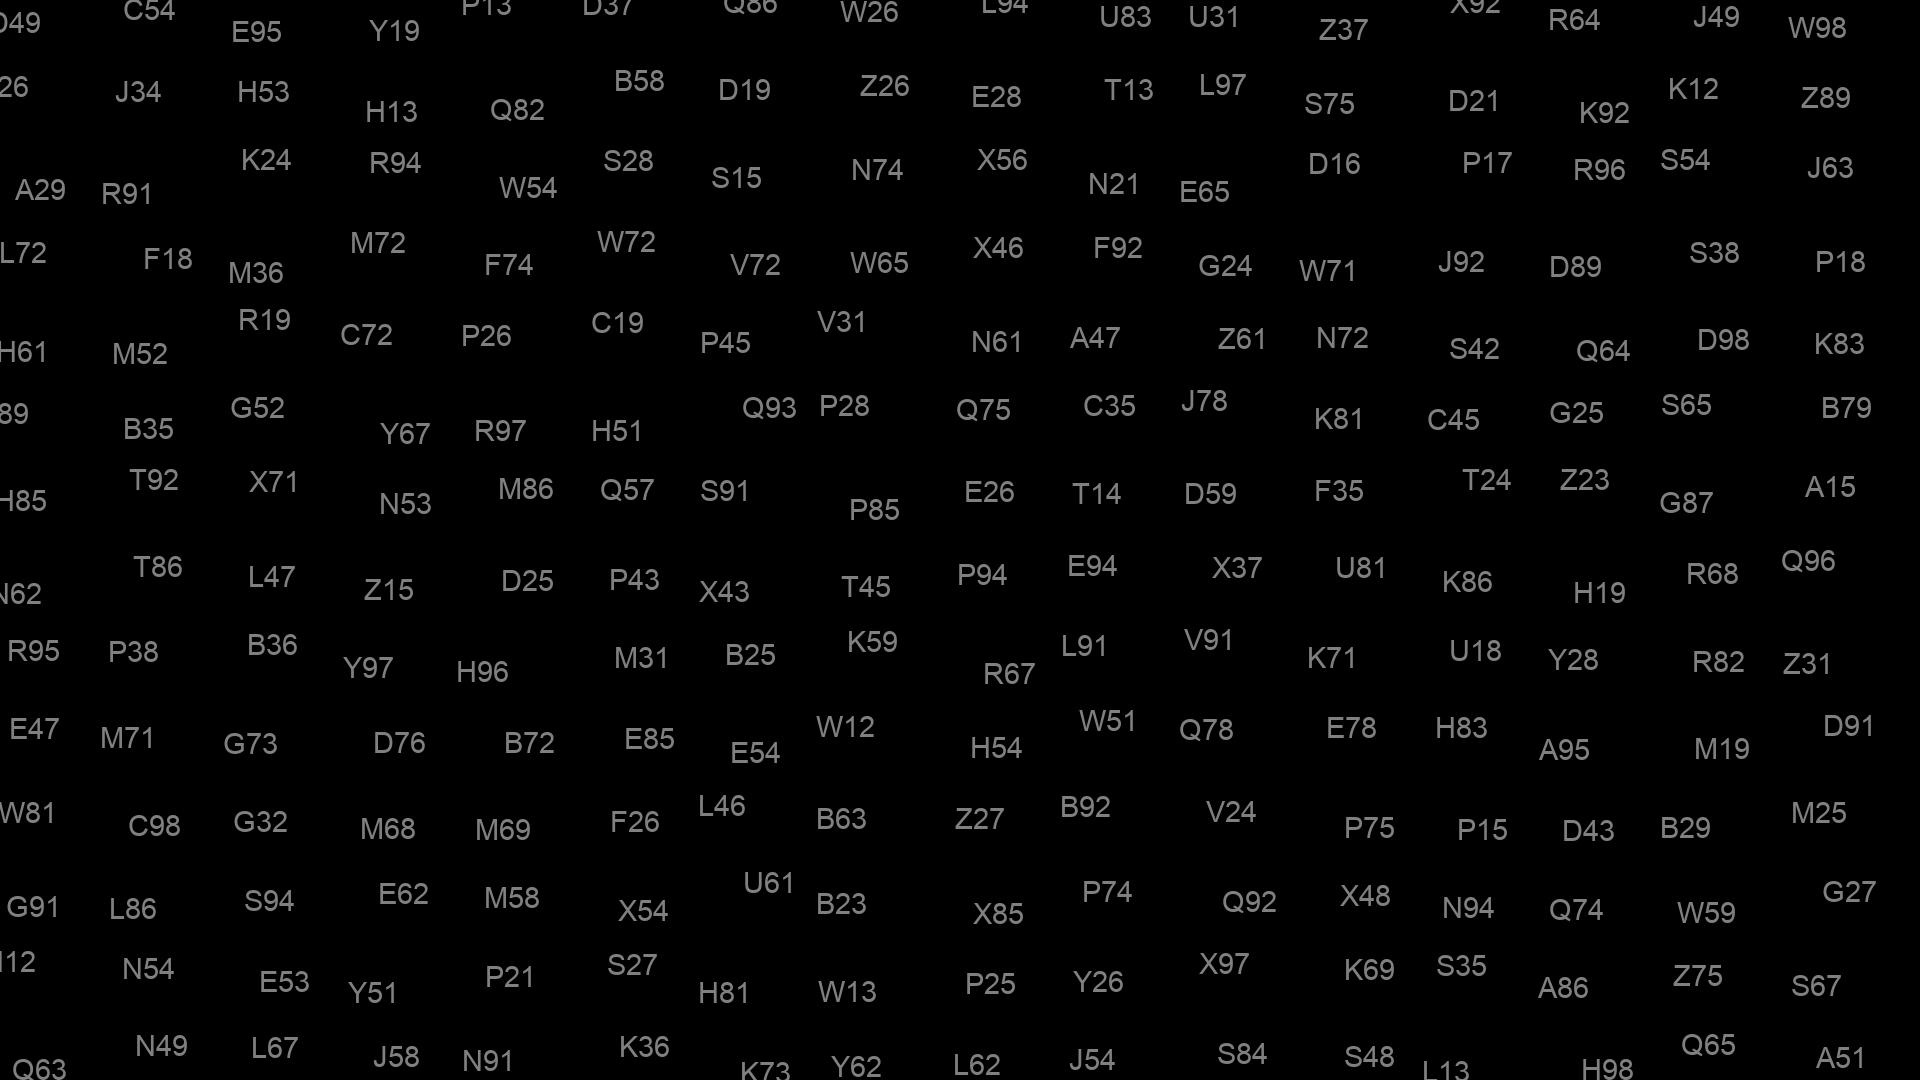 C54 E95 Y19 P13 D37 Q86 W26 L94 U83 U31 Z37 X92 R64 J49 W98
J34 H53 H13 Q82 B58 D19 Z26 E28 T13 L97 S75 D21 K92 K12 Z89
A29 R91 K24 R94 W54 S28 S15 N74 X56 N21 E65 D16 P17 R96 S54 J63
L72 F18 M36 M72 F74 W72 V72 W65 X46 F92 G24 W71 J92 D89 S38 P18
H61 M52 R19 C72 P26 C19 P45 V31 N61 A47 Z61 N72 S42 Q64 D98 K83
B35 G52 Y67 R97 H51 Q93 P28 Q75 C35 J78 K81 C45 G25 S65 B79
H85 T92 X71 N53 M86 Q57 S91 P85 E26 T14 D59 F35 T24 Z23 G87 A15
T86 L47 Z15 D25 P43 X43 T45 P94 E94 X37 U81 K86 H19 R68 Q96
R95 P38 B36 Y97 H96 M31 B25 K59 R67 L91 V91 K71 U18 Y28 R82 Z31
E47 M71 G73 D76 B72 E85 E54 W12 H54 W51 Q78 E78 H83 A95 M19 D91
W81 C98 G32 M68 M69 F26 L46 B63 Z27 B92 V24 P75 P15 D43 B29 M25
G91 L86 S94 E62 M58 X54 U61 B23 X85 P74 Q92 X48 N94 Q74 W59 G27
N54 E53 Y51 P21 S27 H81 W13 P25 Y26 X97 K69 S35 A86 Z75 S67
Q63 N49 L67 J58 N91 K36 K73 Y62 L62 J54 S84 S48 L13 H98 Q65 A51